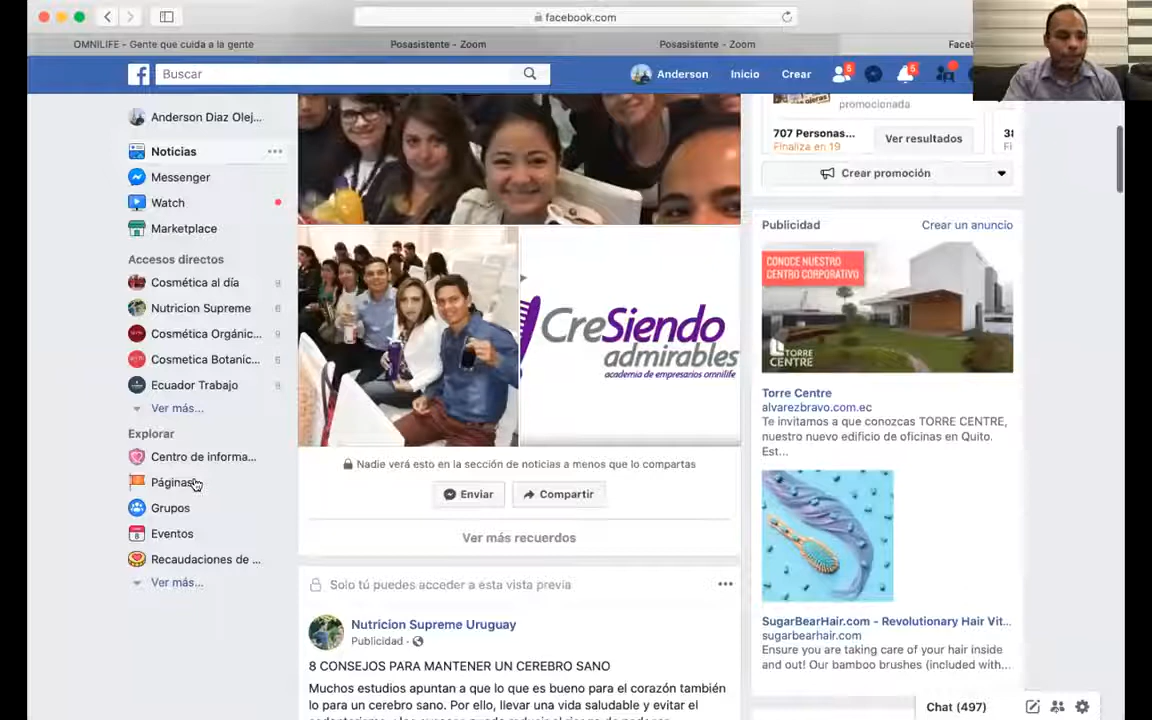 facebook.com
OMNILIFE - Gente que cuida a la gente
Posasistente - Zoom
Posasistente - Zoom
Buscar
Anderson
Inicio
Crear
5
5
Anderson Diaz Olej...
Noticias
Messenger
Watch
Marketplace
Accesos directos
Cosmética al día
9
Nutricion Supreme
6
Cosmética Orgánic...
9
Cosmetica Botanic...
6
Ecuador Trabajo
9
Ver más...
Explorar
Centro de informa...
Páginas
Grupos
8
Eventos
Recaudaciones de ...
Ver más...
CreSiendo
admirables
academia de empresarios omnilife
Nadie verá esto en la sección de noticias a menos que lo compartas
Enviar
Compartir
Ver más recuerdos
Solo tú puedes acceder a esta vista previa
Nutricion Supreme Uruguay
Publicidad
8 CONSEJOS PARA MANTENER UN CEREBRO SANO
Muchos estudios apuntan a que lo que es bueno para el corazón también
lo para un cerebro sano. Por ello, llevar una vida saludable y evitar el
promocionada
707 Personas...
Finaliza en 19
Ver resultados
Crear promoción
Publicidad
Crear un anuncio
CONOCE NUESTRO
CENTRO CORPORATIVO
TORRE
CENTRE
Torre Centre
alvarezbravo.com.ec
Te invitamos a que conozcas TORRE CENTRE,
nuestro nuevo edificio de oficinas en Quito.
Est...
SugarBearHair.com - Revolutionary Hair Vit...
sugarbearhair.com
Ensure you are taking care of your hair inside
and out! Our bamboo brushes (included with...
Chat (497)